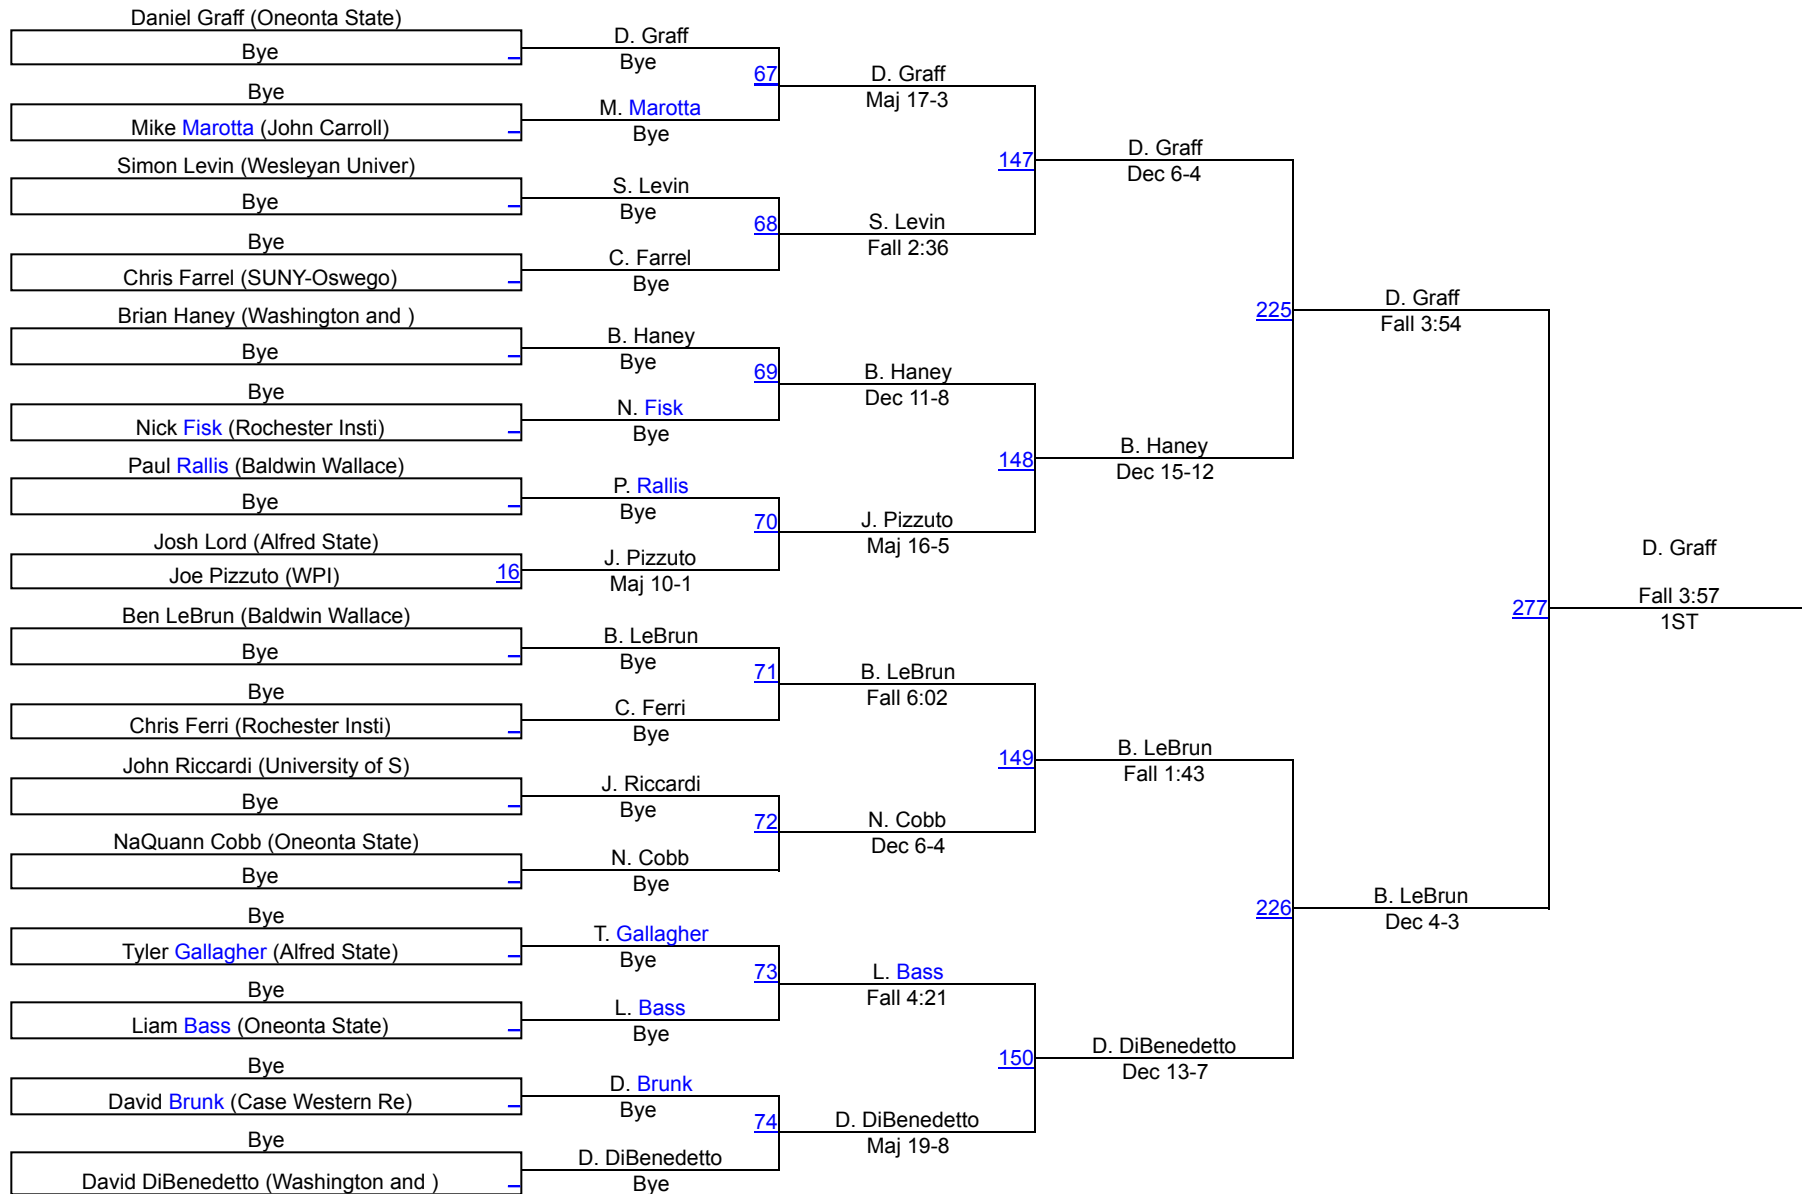 Daniel Graff (Oneonta State)
Bye
D. Graff
Bye
67
Bye
Mike Marotta (John Carroll)
M. Marotta
Bye
D. Graff
Maj 17-3
147
Simon Levin (Wesleyan Univer)
Bye
S. Levin
Bye
68
Bye
Chris Farrel (SUNY-Oswego)
C. Farrel
Bye
S. Levin
Fall 2:36
D. Graff
Dec 6-4
225
Brian Haney (Washington and )
Bye
B. Haney
Bye
69
Bye
Nick Fisk (Rochester Insti)
N. Fisk
Bye
B. Haney
Dec 11-8
148
Paul Rallis (Baldwin Wallace)
Bye
P. Rallis
Bye
70
Josh Lord (Alfred State)
Joe Pizzuto (WPI)
16
J. Pizzuto
Maj 10-1
J. Pizzuto
Maj 16-5
B. Haney
Dec 15-12
D. Graff
Fall 3:54
277
Ben LeBrun (Baldwin Wallace)
Bye
B. LeBrun
Bye
71
Bye
Chris Ferri (Rochester Insti)
C. Ferri
Bye
B. LeBrun
Fall 6:02
149
John Riccardi (University of S)
Bye
J. Riccardi
Bye
72
NaQuann Cobb (Oneonta State)
Bye
N. Cobb
Bye
N. Cobb
Dec 6-4
B. LeBrun
Fall 1:43
226
Bye
Tyler Gallagher (Alfred State)
T. Gallagher
Bye
73
Bye
Liam Bass (Oneonta State)
L. Bass
Bye
L. Bass
Fall 4:21
150
Bye
David Brunk (Case Western Re)
D. Brunk
Bye
74
Bye
David DiBenedetto (Washington and )
D. DiBenedetto
Bye
D. DiBenedetto
Maj 19-8
D. DiBenedetto
Dec 13-7
B. LeBrun
Dec 4-3
D. Graff
Fall 3:57
1ST